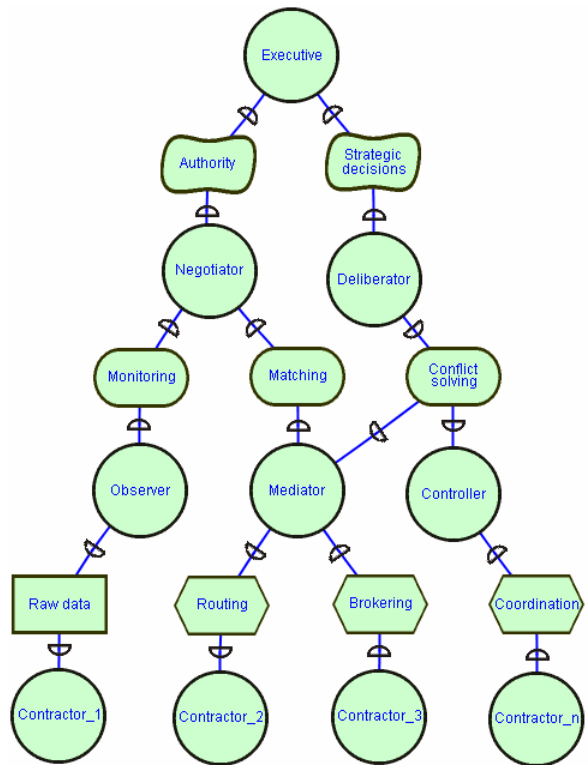 Executive
Authority
Strategic
decisions
Negotiator
Deliberator
Monitoring
Matching
Conflict
solving
Observer
Mediator
Controller
Raw data
Routing
Brokering
Coordination
Contractor_1
Contractor_2
Contractor_3
Contractor_n